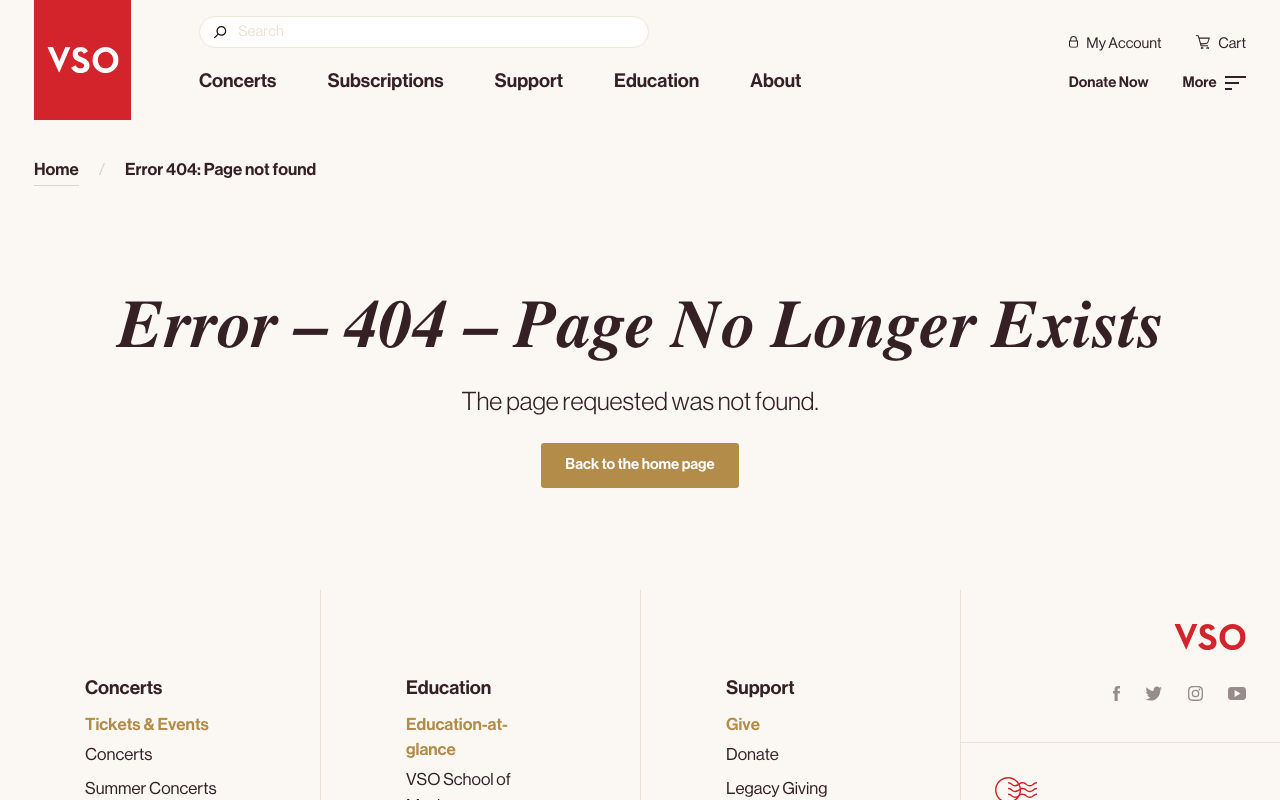 VSO
Search
My Account
Cart
Concerts
Subscriptions
Support
Education
About
Donate Now
More
Home / Error 404: Page not found
Error – 404 – Page No Longer Exists
The page requested was not found.
Back to the home page
VSO
Concerts
Tickets & Events
Concerts
Summer Concerts
Education
Education-at-
glance
VSO School of
Support
Give
Donate
Legacy Giving